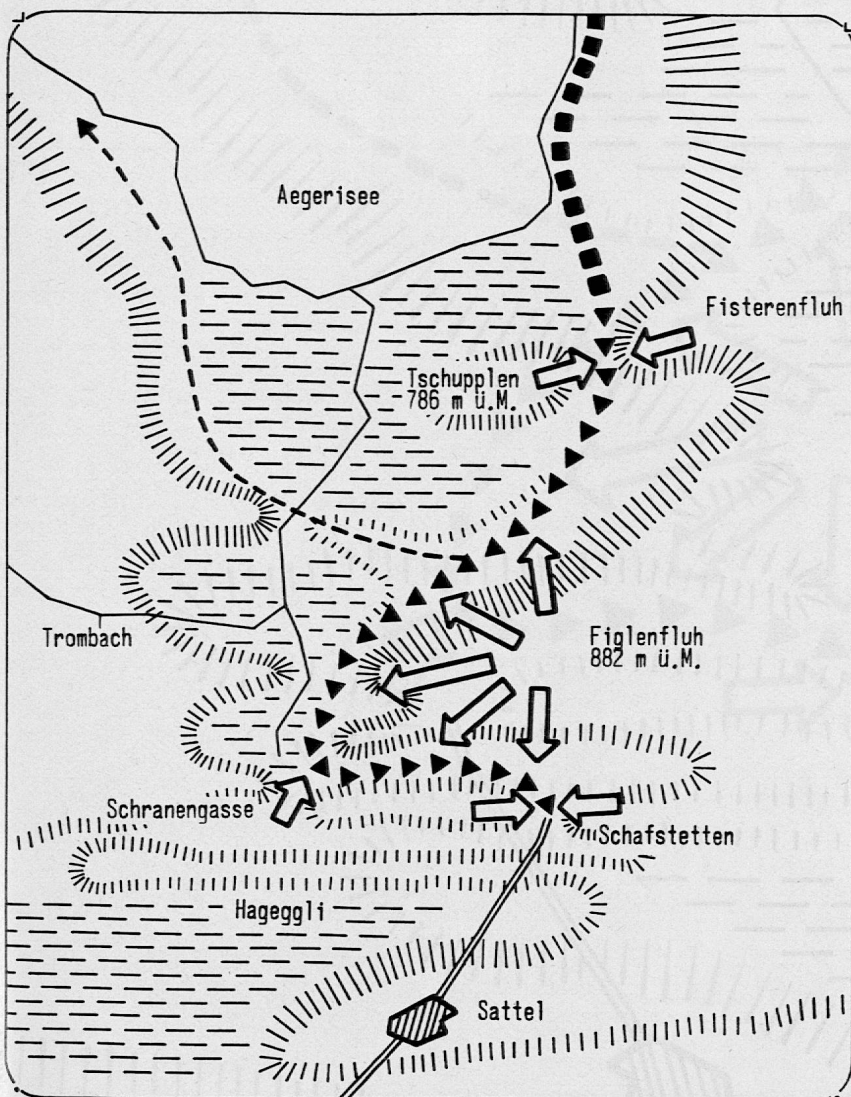 Aegerisee
Fisterenfluh
Tschupplen
786 m ü.M.
Trombach
Figlenfluh
882 m ü.M.
Schranengasse
Schafstetten
Hageggli
Sattel